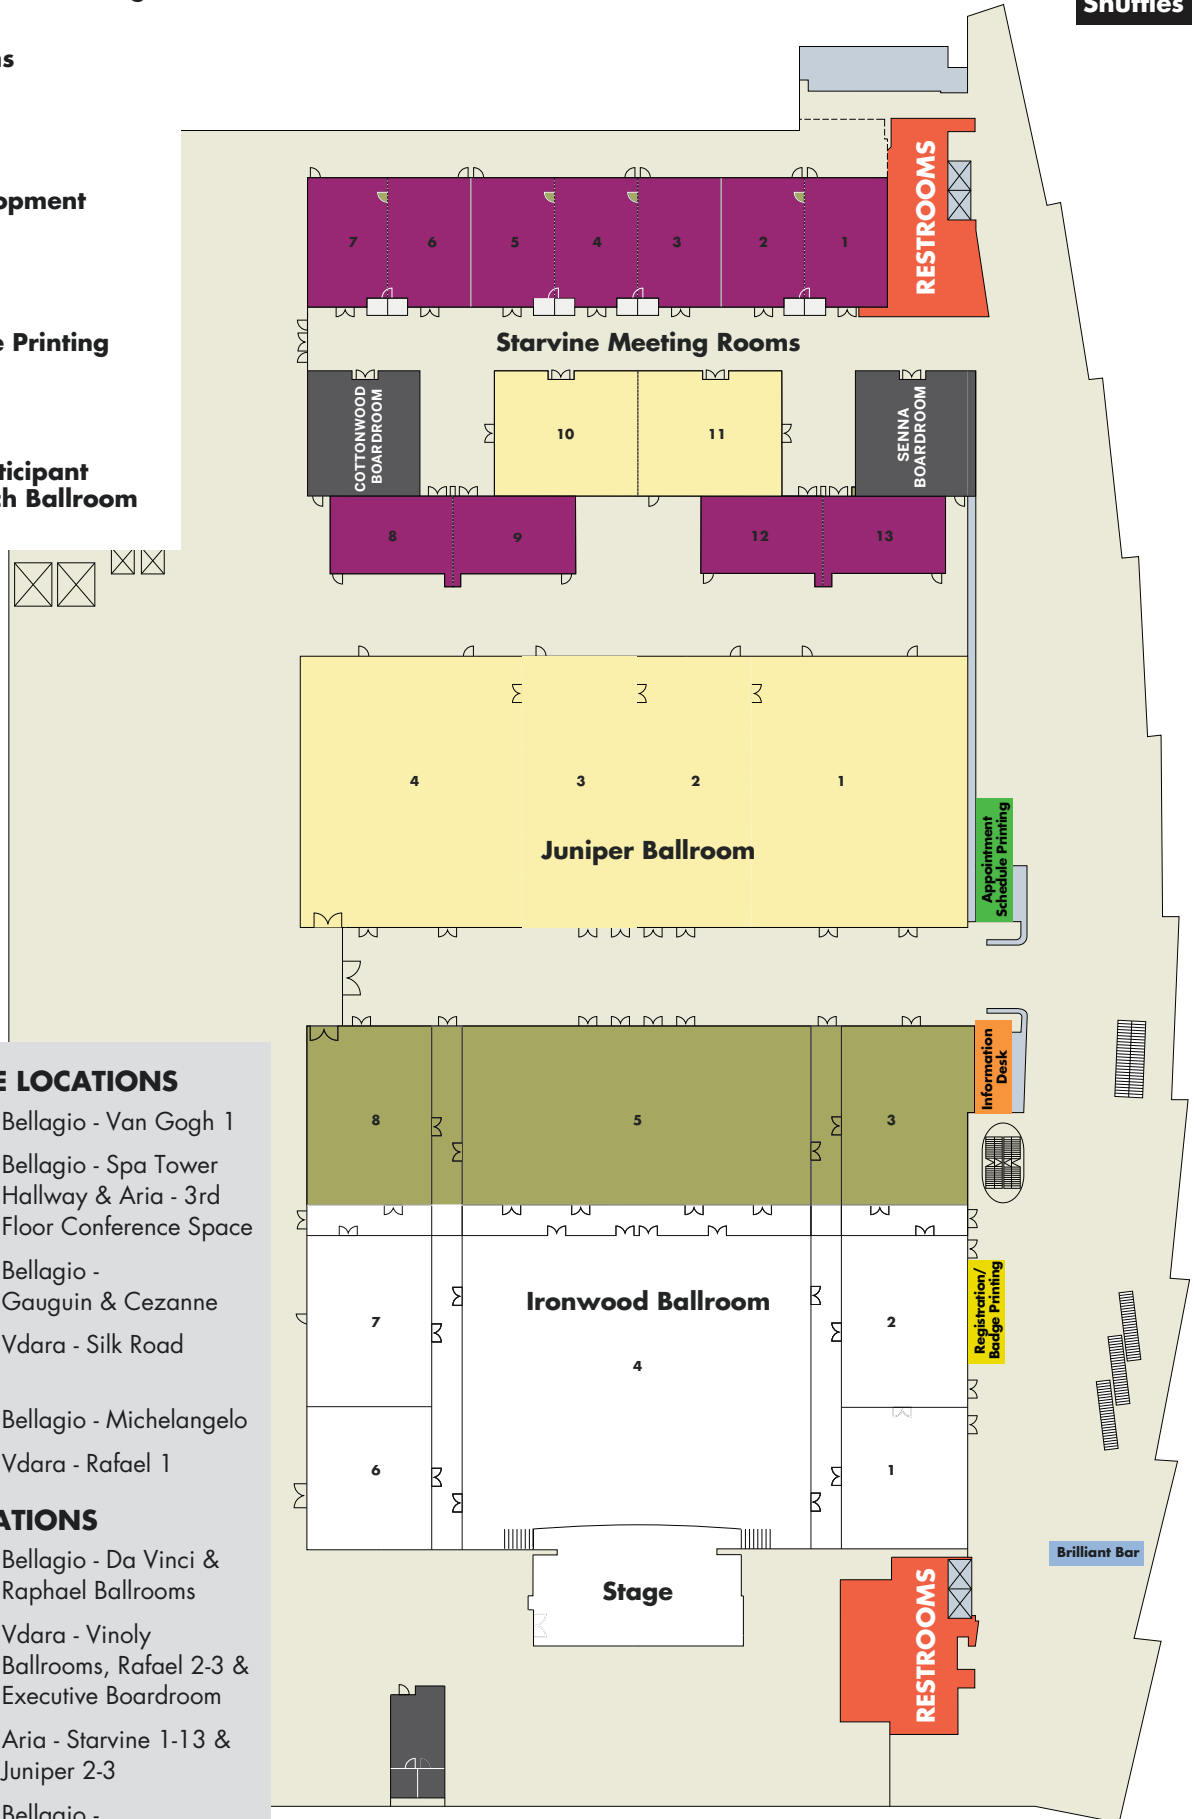 Shuffles
opment
e Printing
ticipant
th Ballroom
RESTROOMS
7
6
5
4
3
2
1
Starvine Meeting Rooms
COTTONWOOD
BOARDROOM
10
11
SENNA
BOARDROOM
8
9
12
13
4
3
2
1
Juniper Ballroom
Appointment
Schedule Printing
Information
Desk
8
5
3
Ironwood Ballroom
7
4
2
Registration/
Badge Printing
6
1
Stage
Brilliant Bar
RESTROOMS
E LOCATIONS
Bellagio - Van Gogh 1
Bellagio - Spa Tower
Hallway & Aria - 3rd
Floor Conference Space
Bellagio -
Gauguin & Cezanne
Vdara - Silk Road
Bellagio - Michelangelo
Vdara - Rafael 1
ATIONS
Bellagio - Da Vinci &
Raphael Ballrooms
Vdara - Vinoly
Ballrooms, Rafael 2-3 &
Executive Boardroom
Aria - Starvine 1-13 &
Juniper 2-3
Bellagio -